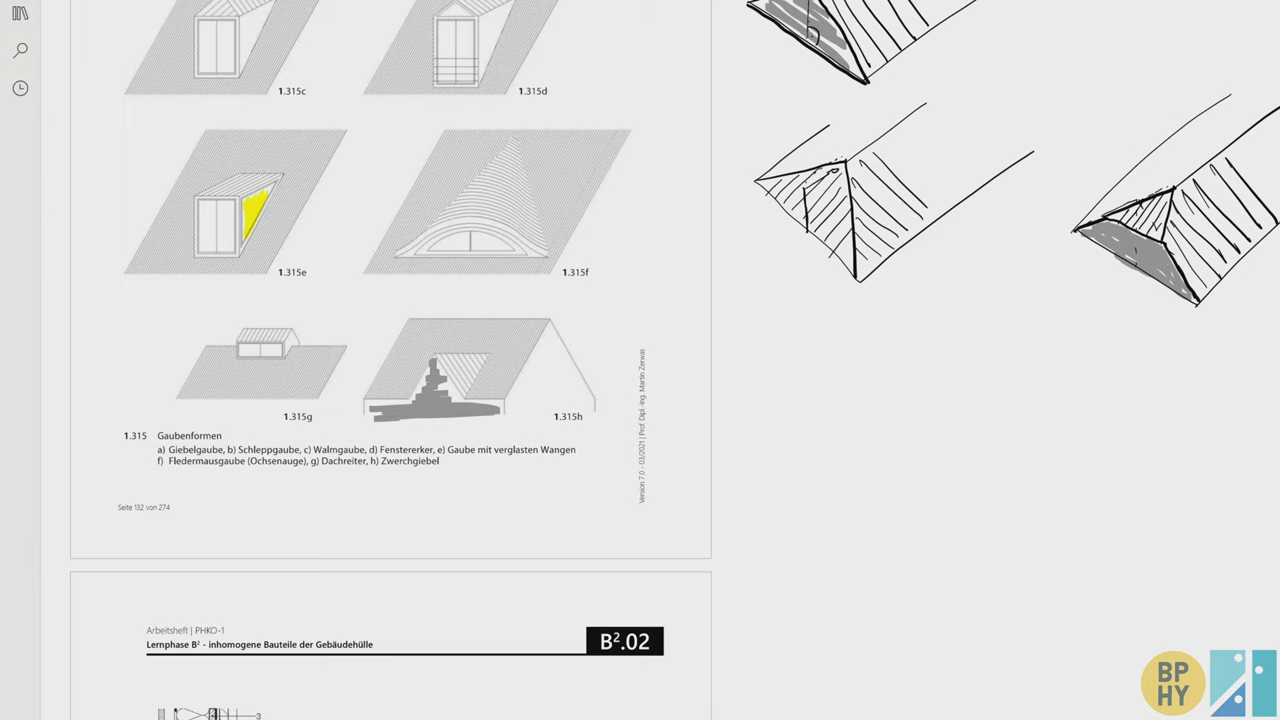 1.315c
1.315d
1.315e
1.315f
1.315g
1.315h
1.315 Gaubenformen
a) Giebelgaube, b) Schleppgaube, c) Walmgaube, d) Fenstererker, e) Gaube mit verglasten Wangen
f) Fledermausgaube (Ochsenauge), g) Dachreiter, h) Zwerchgiebel
Version 7.0 - 03/2021 | Prof. Dipl.-Ing. Martin Zerwas
Seite 132 von 274
Arbeitsheft | PHKO-1
Lernphase B² - inhomogene Bauteile der Gebäudehülle
B².02
3
BP
HY